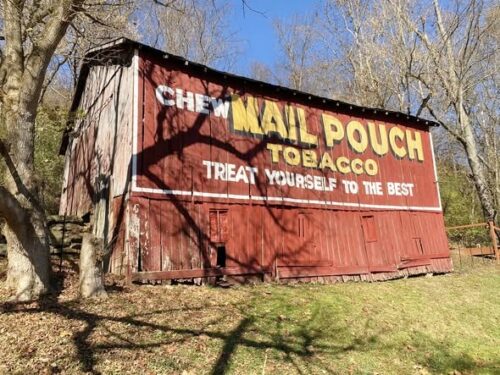 CHEW MAIL POUCH
TOBACCO
TREAT YOURSELF TO THE BEST